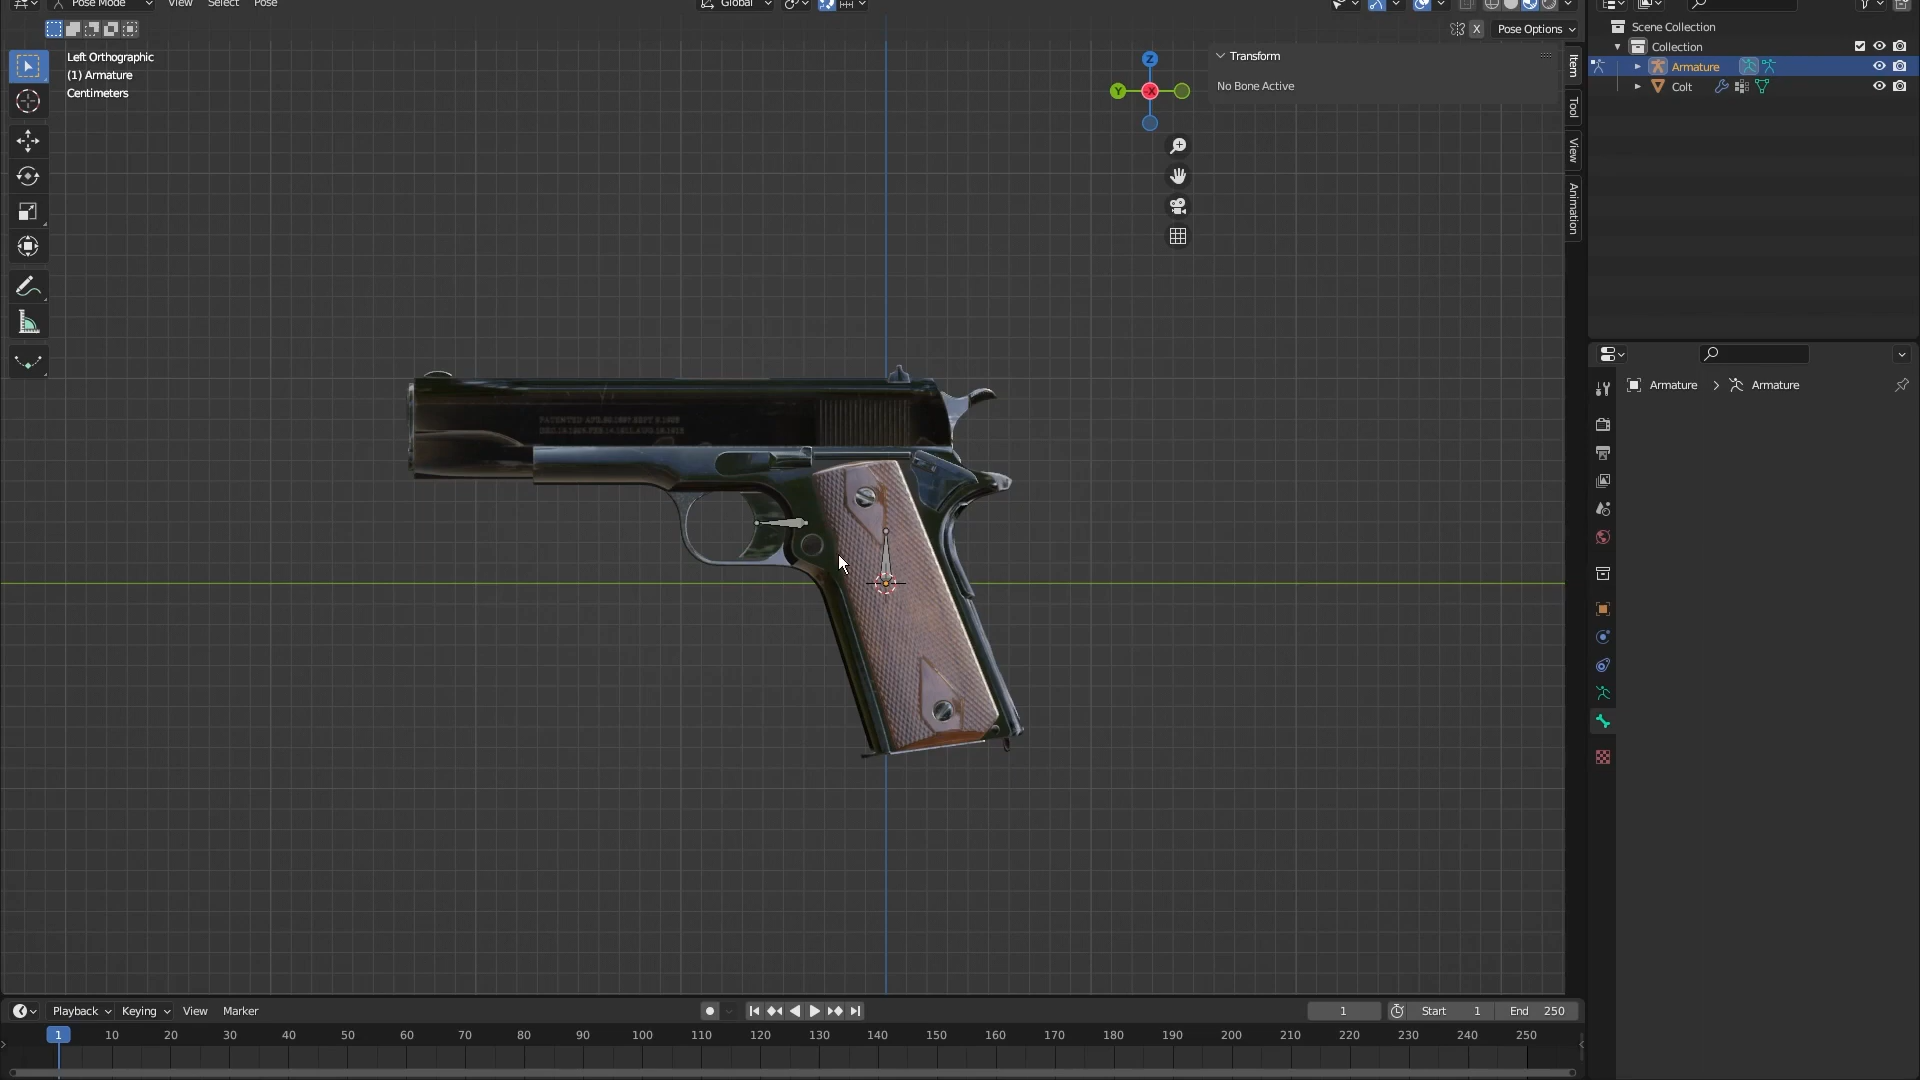 Pose Mode
View
Select
Pose
Global
X
Pose Options
Left Orthographic
(1) Armature
Centimeters
Z
Y
X
Transform
No Bone Active
Item
Tool
View
Animation
Scene Collection
Collection
Armature
Colt
Armature
Armature
Playback
Keying
View
Marker
1
Start 1
End 250
1 10 20 30 40 50 60 70 80 90 100 110 120 130 140 150 160 170 180 190 200 210 220 230 240 250